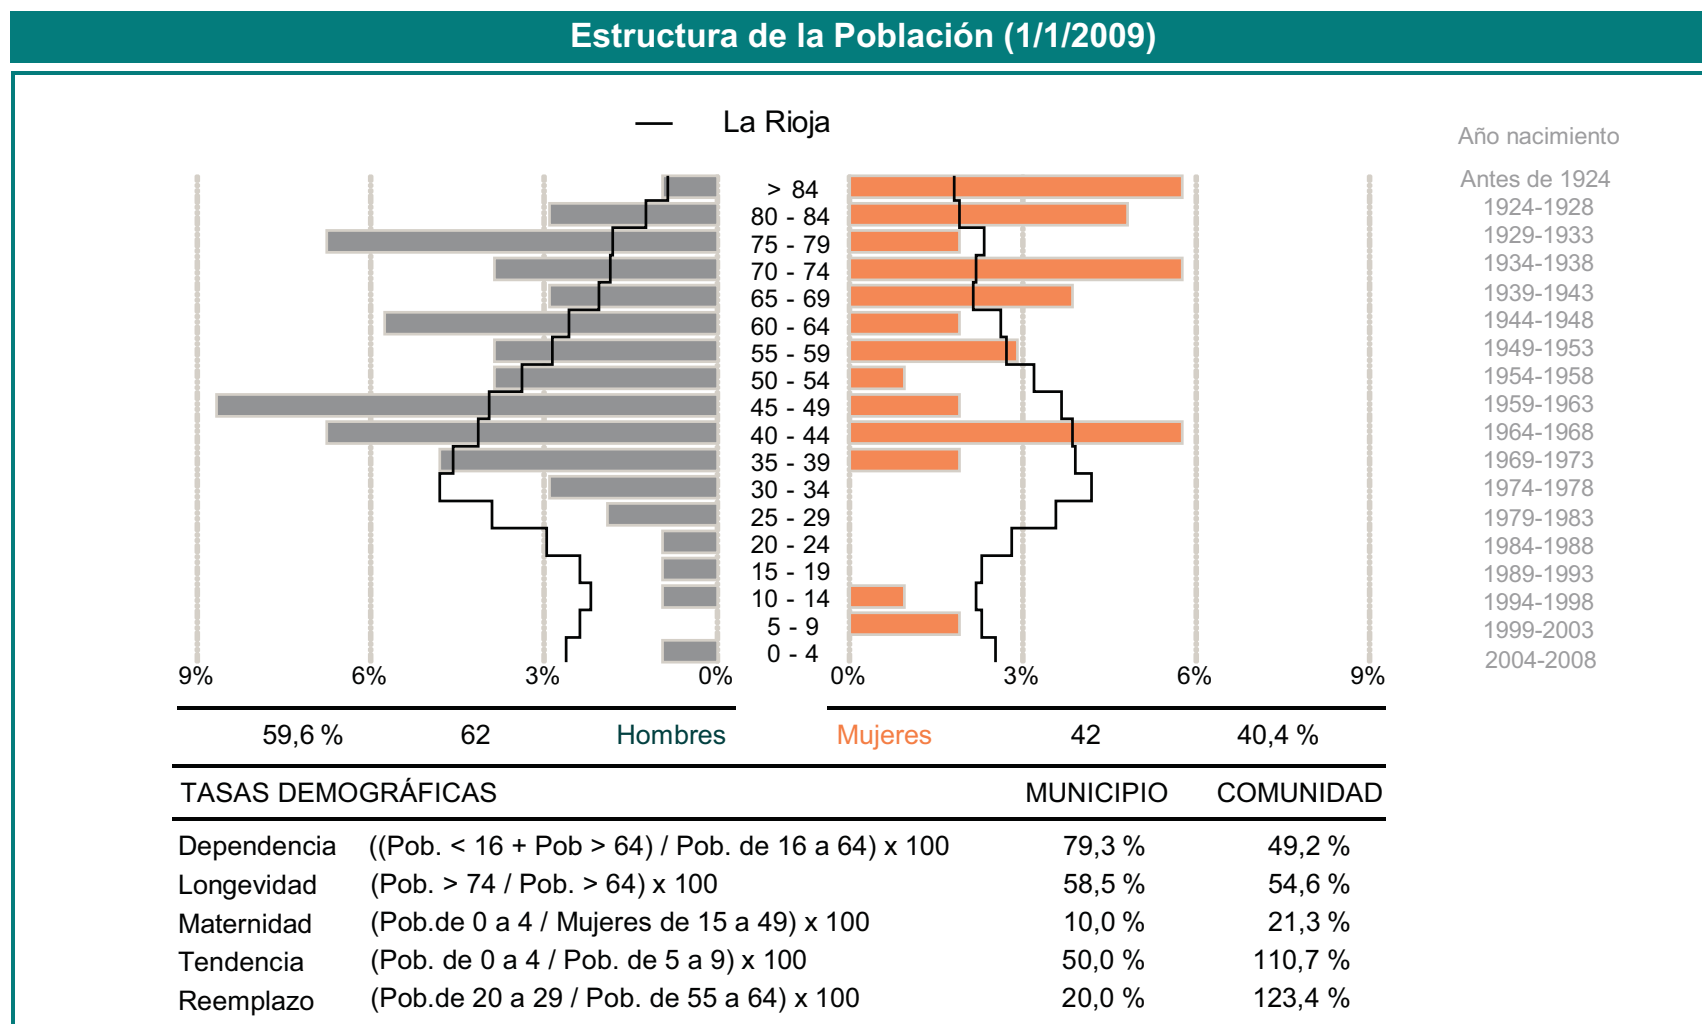 Estructura de la Población (1/1/2009)
La Rioja
Año nacimiento
> 84 Antes de 1924
80 - 84 1924-1928
75 - 79 1929-1933
70 - 74 1934-1938
65 - 69 1939-1943
60 - 64 1944-1948
55 - 59 1949-1953
50 - 54 1954-1958
45 - 49 1959-1963
40 - 44 1964-1968
35 - 39 1969-1973
30 - 34 1974-1978
25 - 29 1979-1983
20 - 24 1984-1988
15 - 19 1989-1993
10 - 14 1994-1998
5 - 9 1999-2003
0 - 4 2004-2008
9% 6% 3% 0% 0% 3% 6% 9%
59,6 % 62 Hombres Mujeres 42 40,4 %
TASAS DEMOGRÁFICAS MUNICIPIO COMUNIDAD
Dependencia ((Pob. < 16 + Pob > 64) / Pob. de 16 a 64) x 100 79,3 % 49,2 %
Longevidad (Pob. > 74 / Pob. > 64) x 100 58,5 % 54,6 %
Maternidad (Pob.de 0 a 4 / Mujeres de 15 a 49) x 100 10,0 % 21,3 %
Tendencia (Pob. de 0 a 4 / Pob. de 5 a 9) x 100 50,0 % 110,7 %
Reemplazo (Pob.de 20 a 29 / Pob. de 55 a 64) x 100 20,0 % 123,4 %